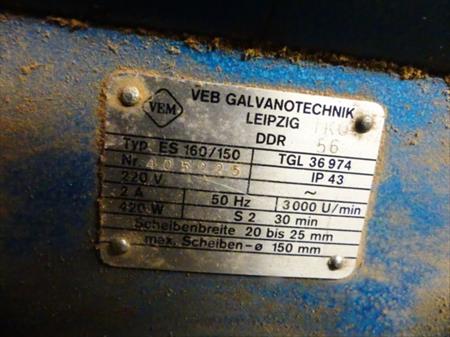 VEM
VEB GALVANOTECHNIK
LEIPZIG
DDR 56
Typ ES 160/150 TGL 36 974
Nr. 405225 IP 43
220 V ~
2 A 50 Hz 3000 U/min
420 W S 2 30 min
Scheibenbreite 20 bis 25 mm
max. Scheiben-ø 150 mm